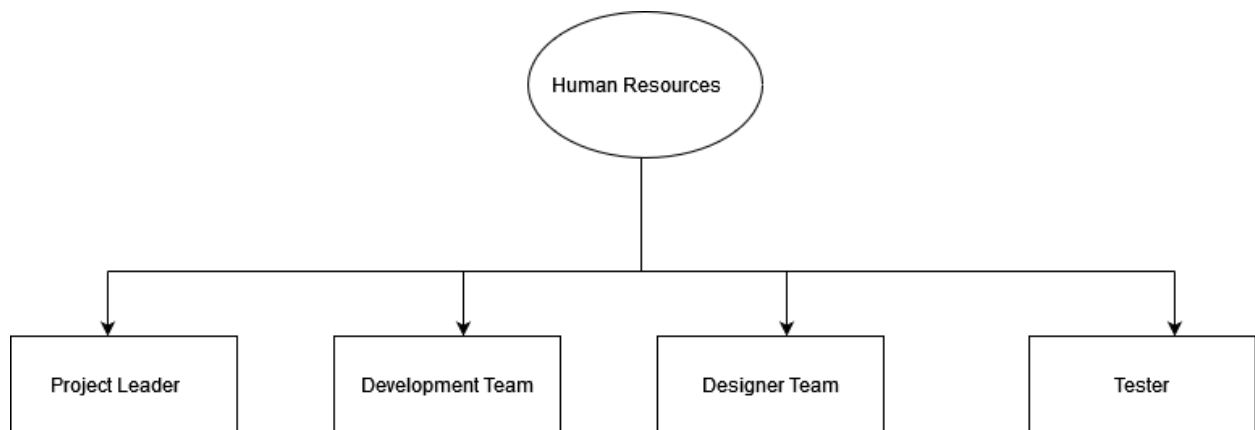 Human Resources
Project Leader
Development Team
Designer Team
Tester